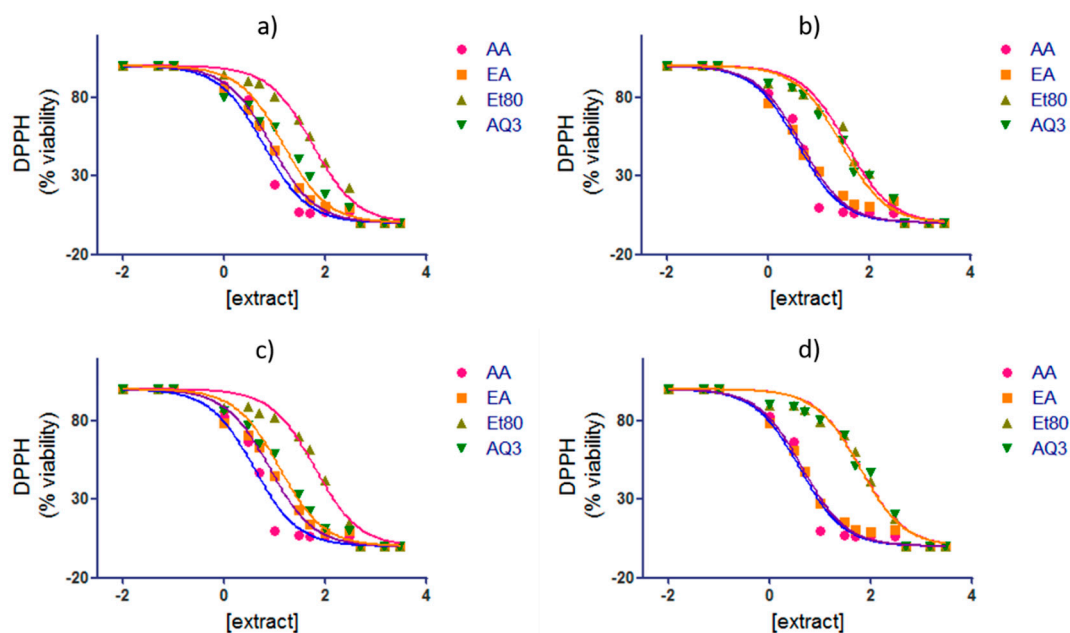 a)
DPPH
(% viability)
80
30
-20
-2
0
2
4
[extract]
AA
EA
Et80
AQ3
b)
DPPH
(% viability)
80
30
-20
-2
0
2
4
[extract]
AA
EA
Et80
AQ3
c)
DPPH
(% viability)
80
30
-20
-2
0
2
4
[extract]
AA
EA
Et80
AQ3
d)
DPPH
(% viability)
80
30
-20
-2
0
2
4
[extract]
AA
EA
Et80
AQ3